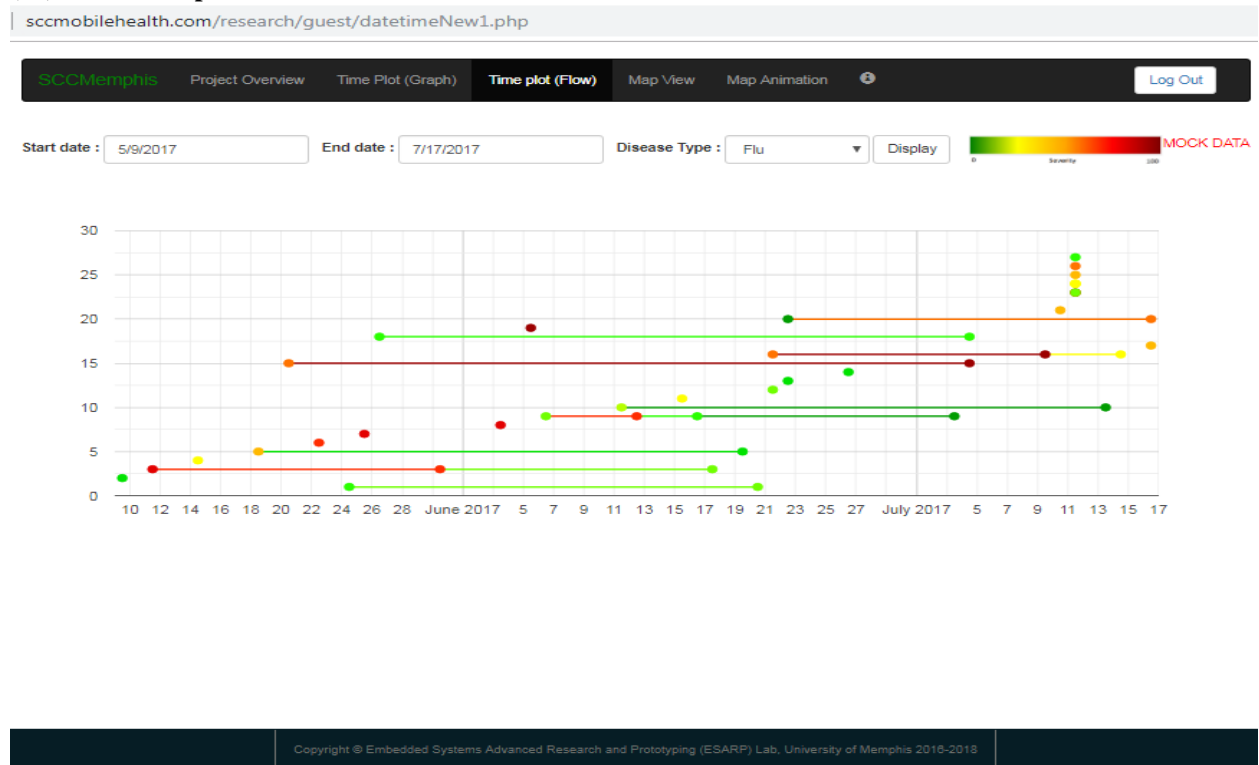 sccmobilehealth.com/research/guest/datetimeNew1.php
SCCMemphis Project Overview Time Plot (Graph) Time plot (Flow) Map View Map Animation Log Out
Start date : 5/9/2017 End date : 7/17/2017 Disease Type : Flu Display MOCK DATA
0 Severity 100
30
25
20
15
10
5
0
10 12 14 16 18 20 22 24 26 28 June 2017 5 7 9 11 13 15 17 19 21 23 25 27 July 2017 5 7 9 11 13 15 17
Copyright © Embedded Systems Advanced Research and Prototyping (ESARP) Lab, University of Memphis 2016-2018